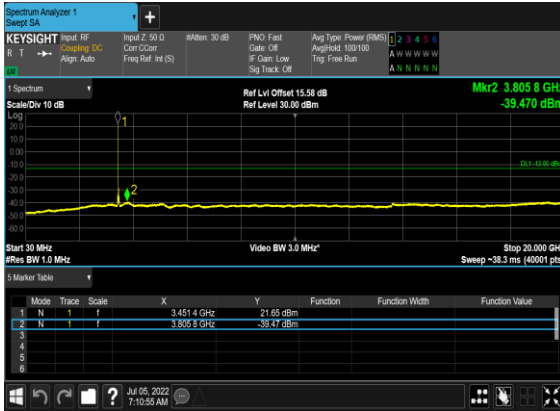 Spectrum Analyzer 1
Swept SA
+
KEYSIGHT Input: RF Input Z: 50 Ω #Atten: 30 dB PNO: Fast Avg Type: Power (RMS) 1 2 3 4 5 6
R T Coupling: DC Corr CCorr Gate: Off Avg|Hold: 100/100 A W W W W W
Align: Auto Freq Ref: Int (S) IF Gain: Low Trig: Free Run
Sig Track: Off A N N N N N
1 Spectrum Ref Lvl Offset 15.58 dB Mkr2 3.805 8 GHz
Scale/Div 10 dB Ref Level 30.00 dBm -39.470 dBm
Log
20.0
10.0
0.00
-10.0
-20.0
-30.0
-40.0
-50.0
-60.0
1
2
DL1 -13.00 dBm
Start 30 MHz Video BW 3.0 MHz* Stop 20.000 GHz
#Res BW 1.0 MHz Sweep ~38.3 ms (40001 pts)
5 Marker Table
Mode Trace Scale X Y Function Function Width Function Value
1 N 1 f 3.451 4 GHz 21.65 dBm
2 N 1 f 3.805 8 GHz -39.47 dBm
3
4
5
6
? Jul 05, 2022
7:10:55 AM